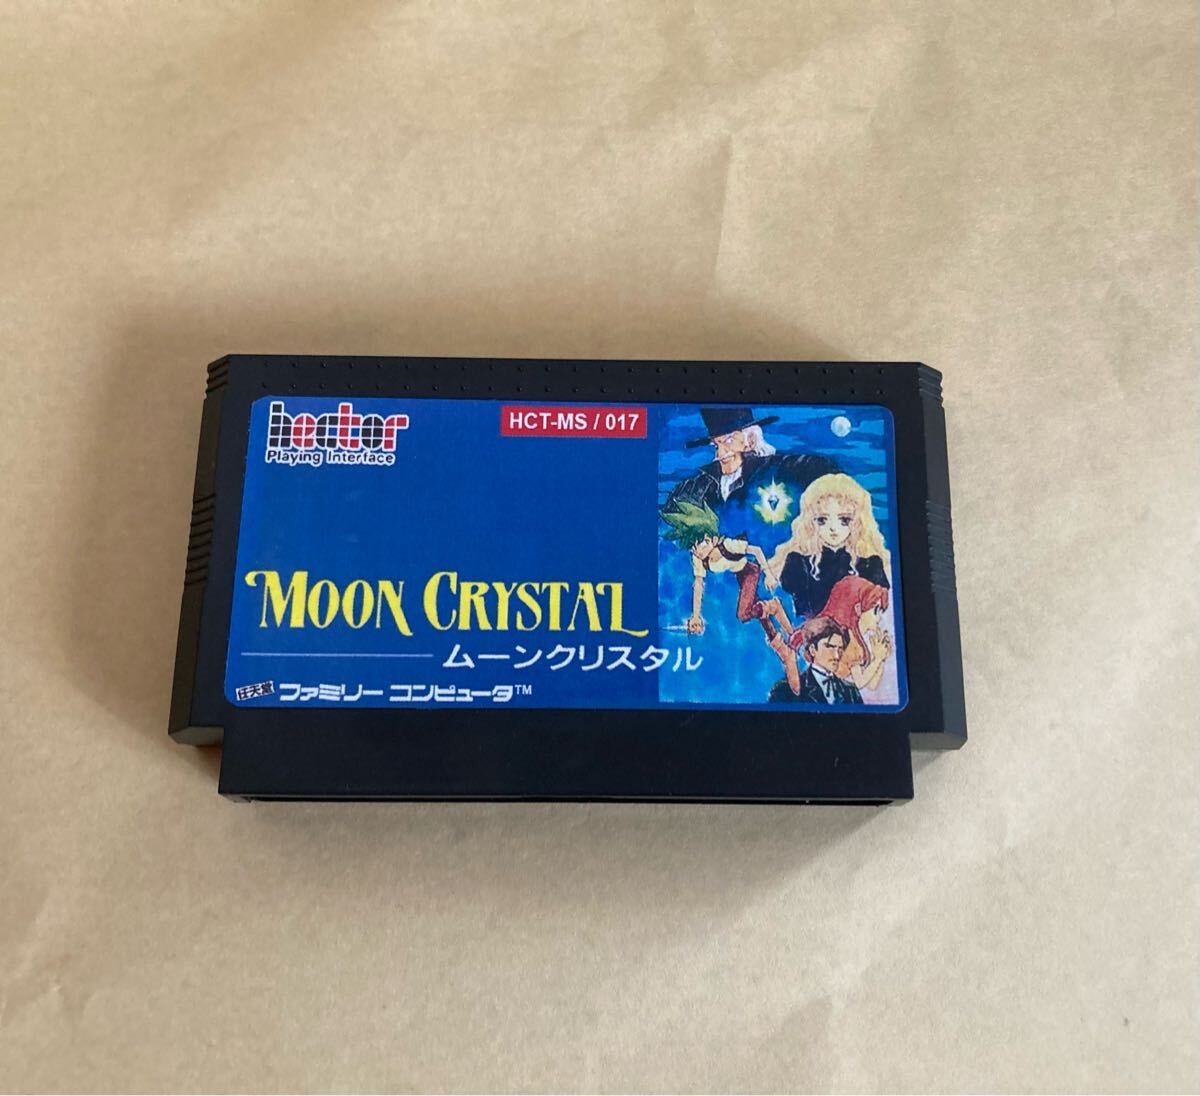 hector
Playing Interface
HCT-MS / 017
MOON CRYSTAL
ムーンクリスタル
任天堂 ファミリー コンピュータ™